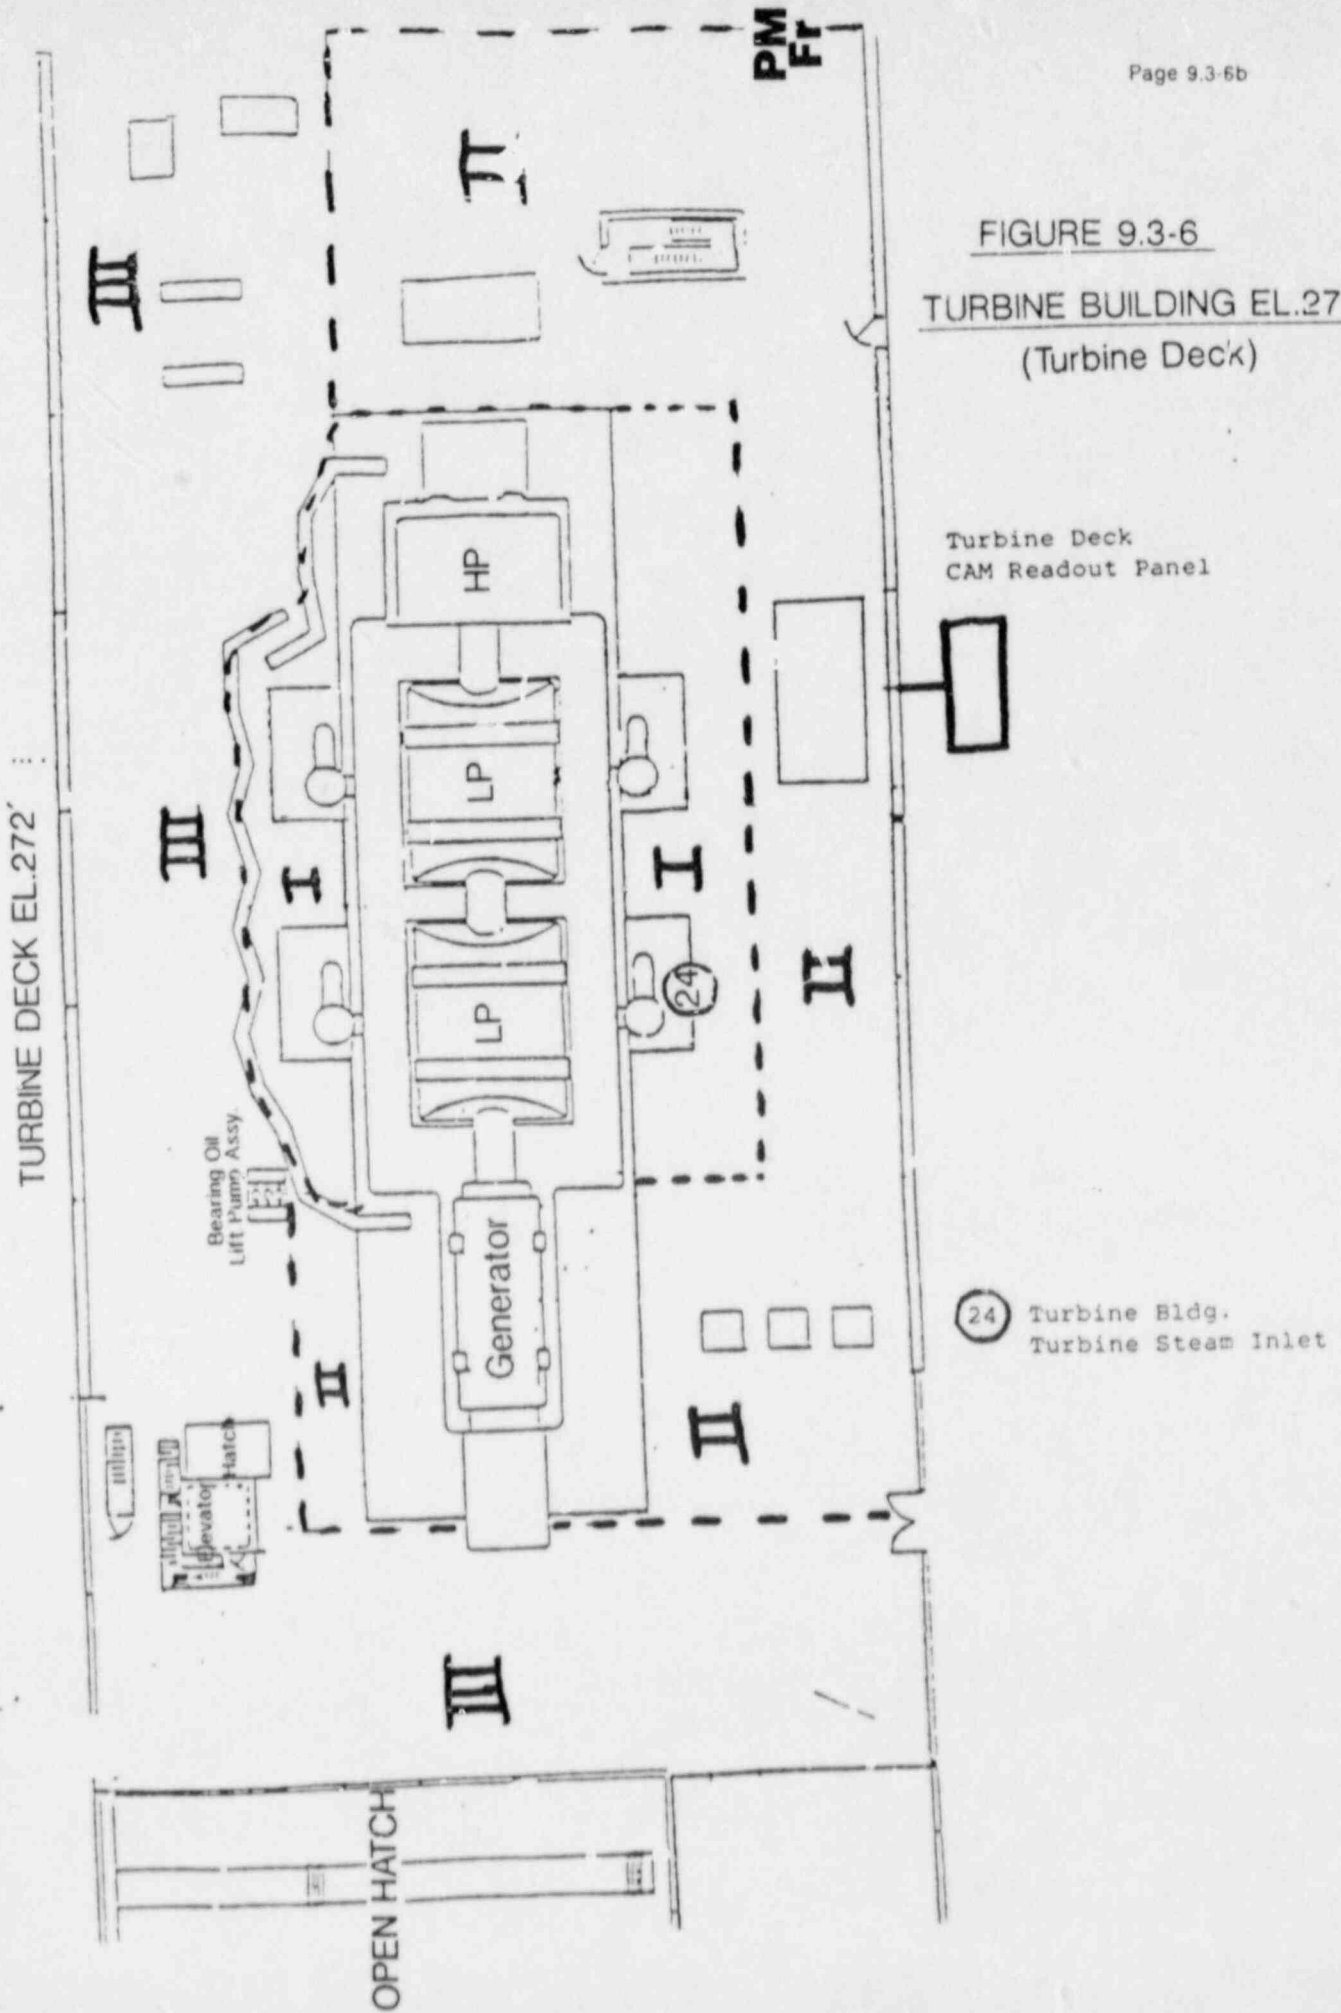 Page 9.3-6b
PM
Fr
FIGURE 9.3-6
TURBINE BUILDING EL.27
(Turbine Deck)
TURBINE DECK EL.272'
III
II
HP
Turbine Deck
CAM Readout Panel
LP
III
I
I
LP
24
II
Bearing Oil
Lift Pump Assy.
Generator
24 Turbine Bldg.
Turbine Steam Inlet
II
II
Hatch
Elevator
III
OPEN HATCH